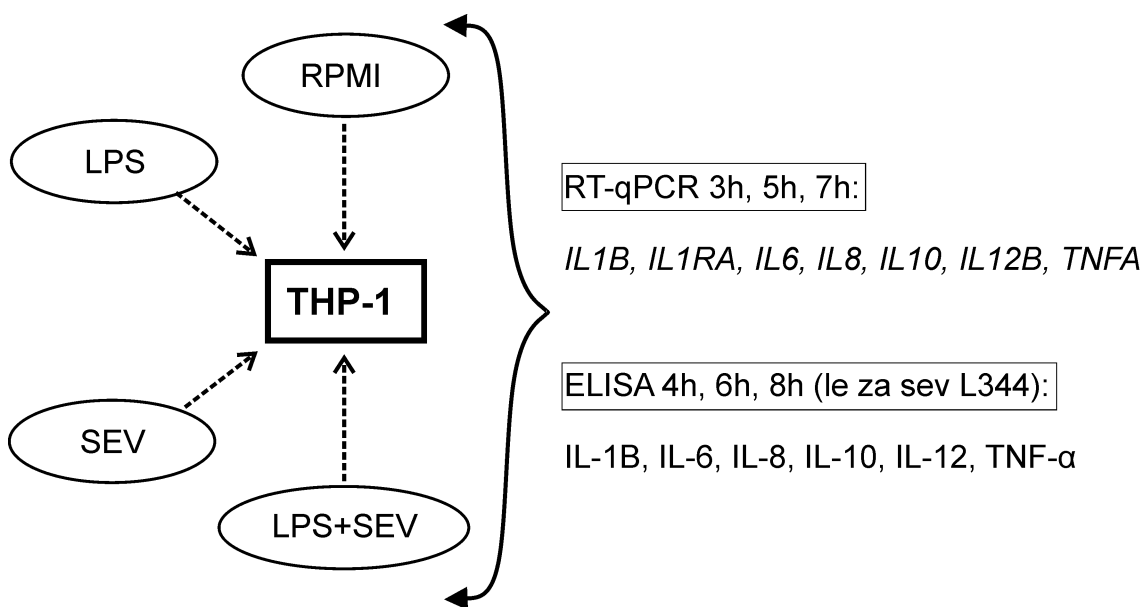 RPMI
LPS
THP-1
SEV
LPS+SEV
RT-qPCR 3h, 5h, 7h:
IL1B, IL1RA, IL6, IL8, IL10, IL12B, TNFA
ELISA 4h, 6h, 8h (le za sev L344):
IL-1B, IL-6, IL-8, IL-10, IL-12, TNF-α